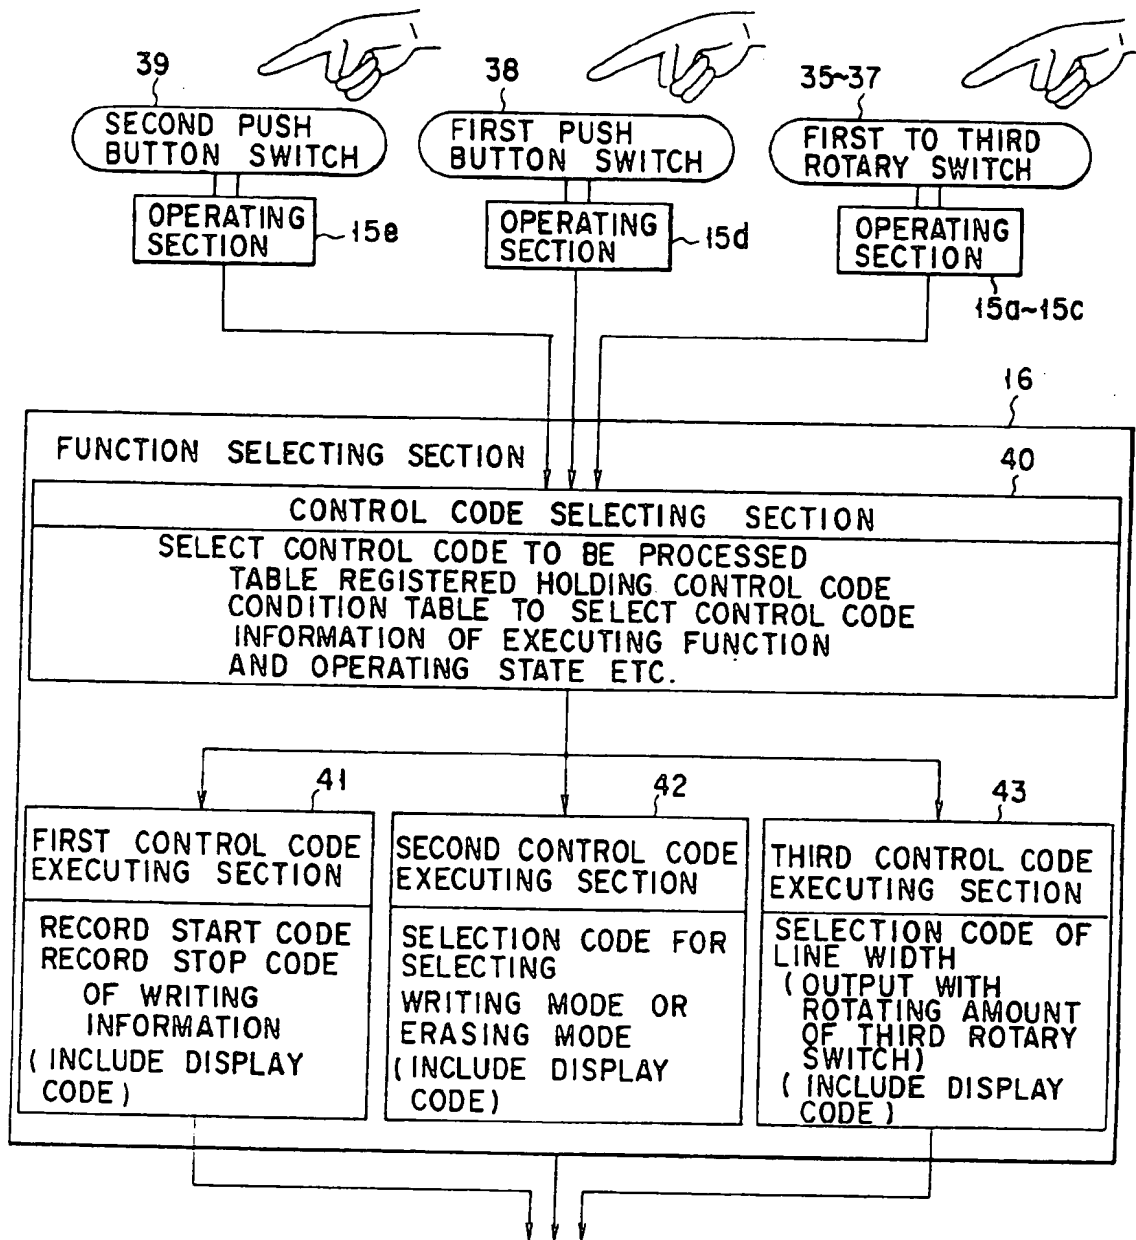 39
SECOND PUSH
BUTTON SWITCH
38
FIRST PUSH
BUTTON SWITCH
35~37
FIRST TO THIRD
ROTARY SWITCH
OPERATING
SECTION
15e
OPERATING
SECTION
15d
OPERATING
SECTION
15a~15c
16
FUNCTION SELECTING SECTION
40
CONTROL CODE SELECTING SECTION
SELECT CONTROL CODE TO BE PROCESSED
TABLE REGISTERED HOLDING CONTROL CODE
CONDITION TABLE TO SELECT CONTROL CODE
INFORMATION OF EXECUTING FUNCTION
AND OPERATING STATE ETC.
41
FIRST CONTROL CODE
EXECUTING SECTION
RECORD START CODE
RECORD STOP CODE
OF WRITING
INFORMATION
(INCLUDE DISPLAY
CODE)
42
SECOND CONTROL CODE
EXECUTING SECTION
SELECTION CODE FOR
SELECTING
WRITING MODE OR
ERASING MODE
(INCLUDE DISPLAY
CODE)
43
THIRD CONTROL CODE
EXECUTING SECTION
SELECTION CODE OF
LINE WIDTH
(OUTPUT WITH
ROTATING AMOUNT
OF THIRD ROTARY
SWITCH)
(INCLUDE DISPLAY
CODE)